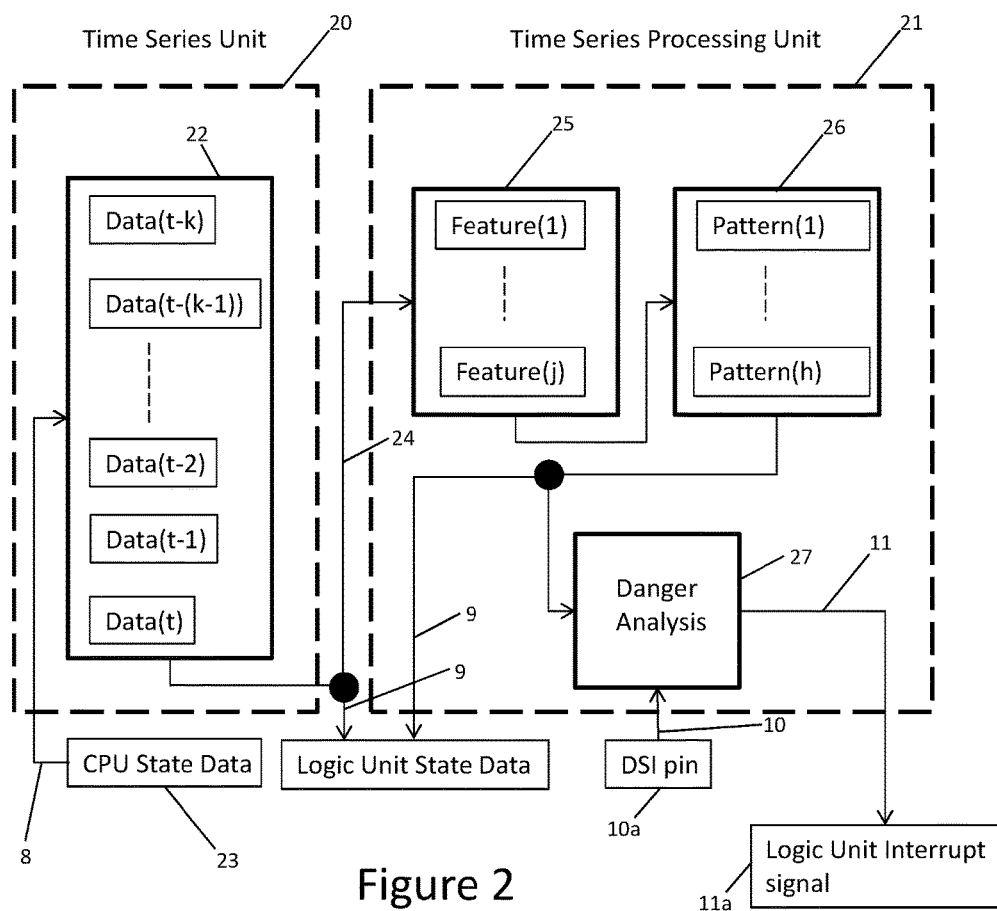 20
21
Time Series Unit
Time Series Processing Unit
22
25
26
Data(t-k)
Feature(1)
Pattern(1)
Data(t-(k-1))
Feature(j)
Pattern(h)
24
Data(t-2)
Data(t-1)
Data(t)
9
9
Danger
Analysis
27
11
10
CPU State Data
Logic Unit State Data
DSI pin
10a
8
23
Logic Unit Interrupt
signal
11a
Figure 2